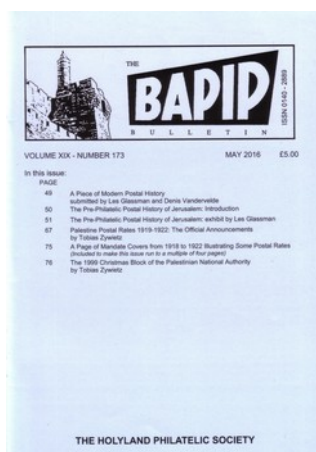 THE
BAPIP
BULLETIN
ISSN 0140 - 2889
VOLUME XIX - NUMBER 173 MAY 2016 £5.00
In this issue:
PAGE
49 A Piece of Modern Postal History
submitted by Les Glassman and Denis Vandervelde
50 The Pre-Philatelic Postal History of Jerusalem: Introduction
51 The Pre-Philatelic Postal History of Jerusalem: exhibit by Les Glassman
67 Palestine Postal Rates 1919-1922: The Official Announcements
by Tobias Zywietz
75 A Page of Mandate Covers from 1918 to 1922 Illustrating Some Postal Rates
(Included to make this issue run to a multiple of four pages)
76 The 1999 Christmas Block of the Palestinian National Authority
by Tobias Zywietz
THE HOLYLAND PHILATELIC SOCIETY